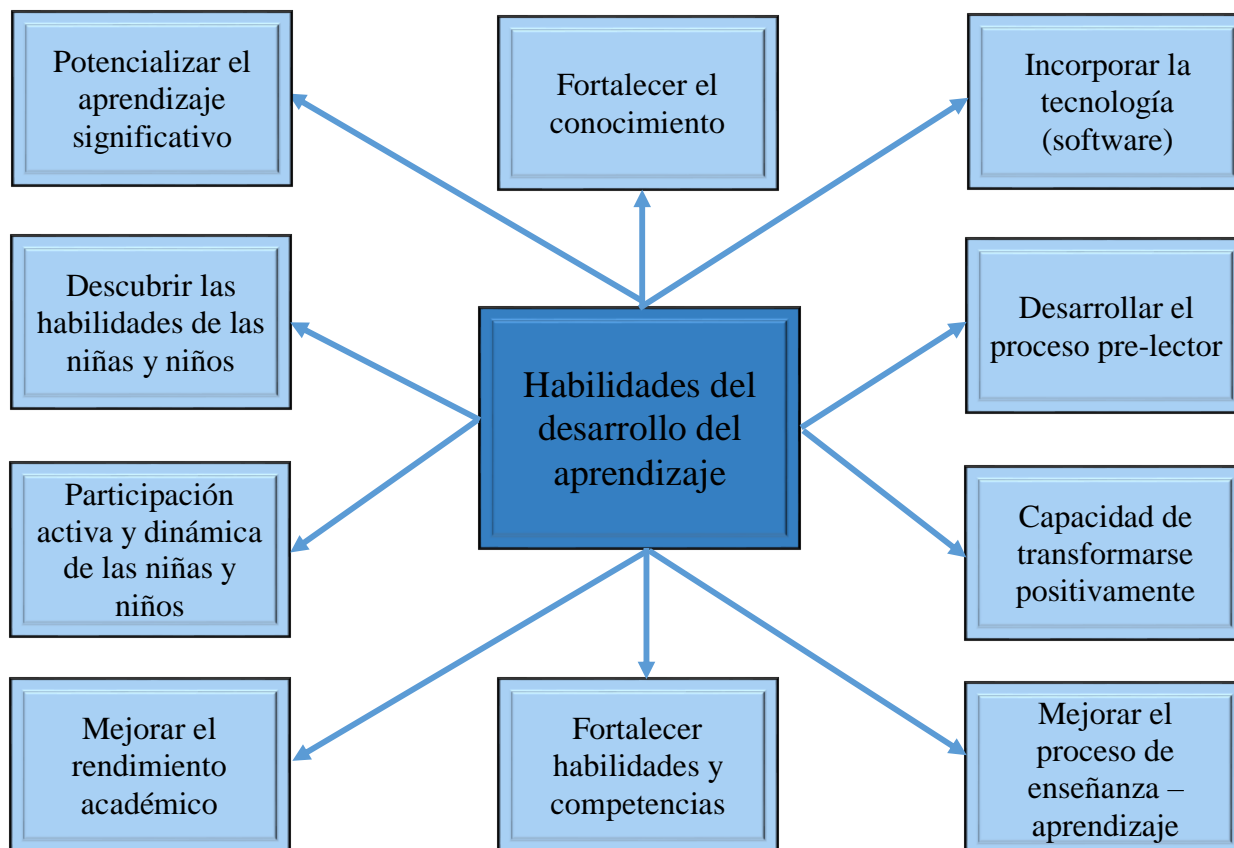 Potencializar el
aprendizaje
significativo
Fortalecer el
conocimiento
Incorporar la
tecnología
(software)
Descubrir las
habilidades de las
niñas y niños
Desarrollar el
proceso pre-lector
Habilidades del
desarrollo del
aprendizaje
Participación
activa y dinámica
de las niñas y
niños
Capacidad de
transformarse
positivamente
Mejorar el
rendimiento
académico
Fortalecer
habilidades y
competencias
Mejorar el
proceso de
enseñanza –
aprendizaje